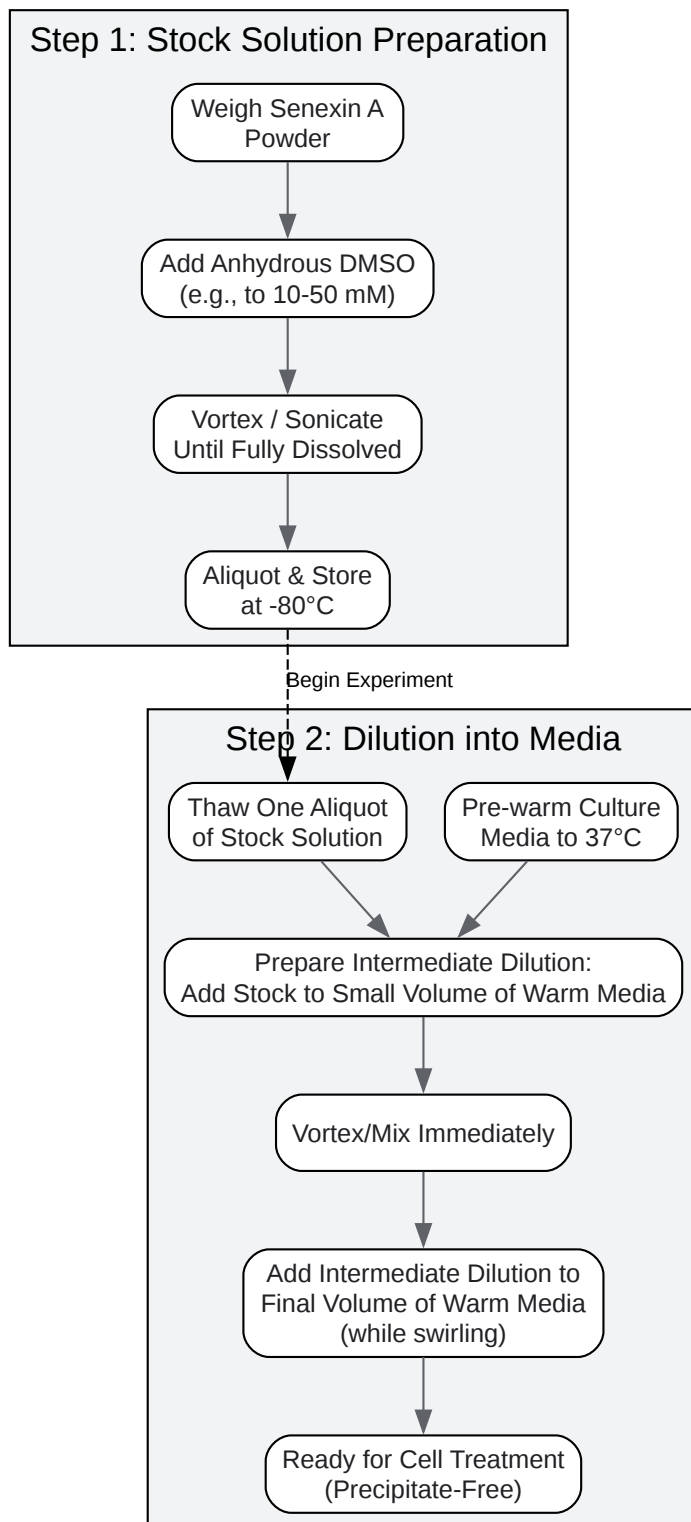 Step 1: Stock Solution Preparation
Weigh Senexin A
Powder
Add Anhydrous DMSO
(e.g., to 10-50 mM)
Vortex / Sonicate
Until Fully Dissolved
Aliquot & Store
at -80°C
Begin Experiment
Step 2: Dilution into Media
Thaw One Aliquot
of Stock Solution
Pre-warm Culture
Media to 37°C
Prepare Intermediate Dilution:
Add Stock to Small Volume of Warm Media
Vortex/Mix Immediately
Add Intermediate Dilution to
Final Volume of Warm Media
(while swirling)
Ready for Cell Treatment
(Precipitate-Free)